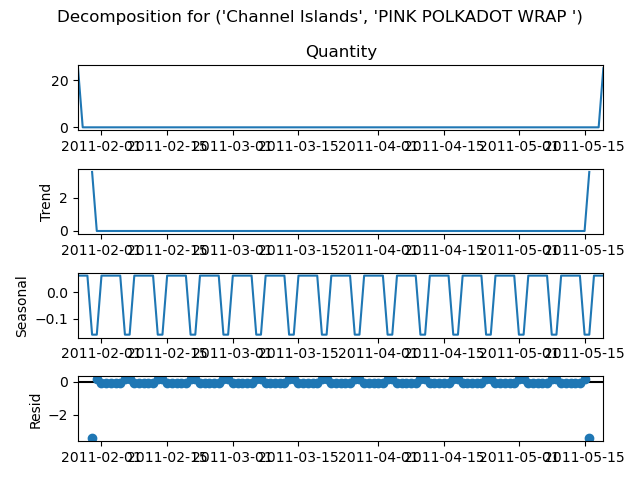 Decomposition for ('Channel Islands', 'PINK POLKADOT WRAP ')
Quantity
20
0
2011-02-01 2011-02-15 2011-03-01 2011-03-15 2011-04-01 2011-04-15 2011-05-01 2011-05-15
Trend
2
0
2011-02-01 2011-02-15 2011-03-01 2011-03-15 2011-04-01 2011-04-15 2011-05-01 2011-05-15
Seasonal
0.0
−0.1
2011-02-01 2011-02-15 2011-03-01 2011-03-15 2011-04-01 2011-04-15 2011-05-01 2011-05-15
Resid
0
−2
2011-02-01 2011-02-15 2011-03-01 2011-03-15 2011-04-01 2011-04-15 2011-05-01 2011-05-15